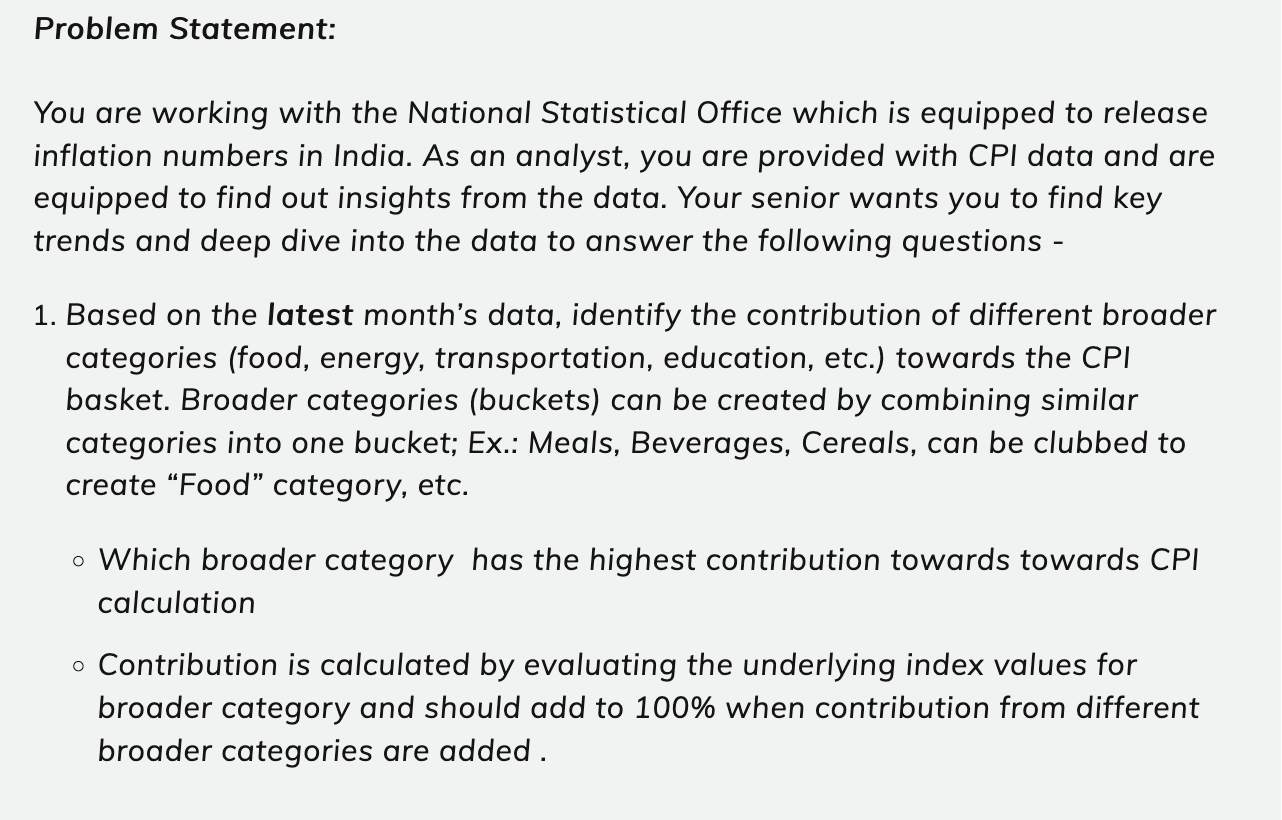 Problem Statement:
You are working with the National Statistical Office which is equipped to release
inflation numbers in India. As an analyst, you are provided with CPI data and are
equipped to find out insights from the data. Your senior wants you to find key
trends and deep dive into the data to answer the following questions -
1. Based on the latest month’s data, identify the contribution of different broader
categories (food, energy, transportation, education, etc.) towards the CPI
basket. Broader categories (buckets) can be created by combining similar
categories into one bucket; Ex.: Meals, Beverages, Cereals, can be clubbed to
create “Food” category, etc.
○ Which broader category  has the highest contribution towards towards CPI
calculation
○ Contribution is calculated by evaluating the underlying index values for
broader category and should add to 100% when contribution from different
broader categories are added .